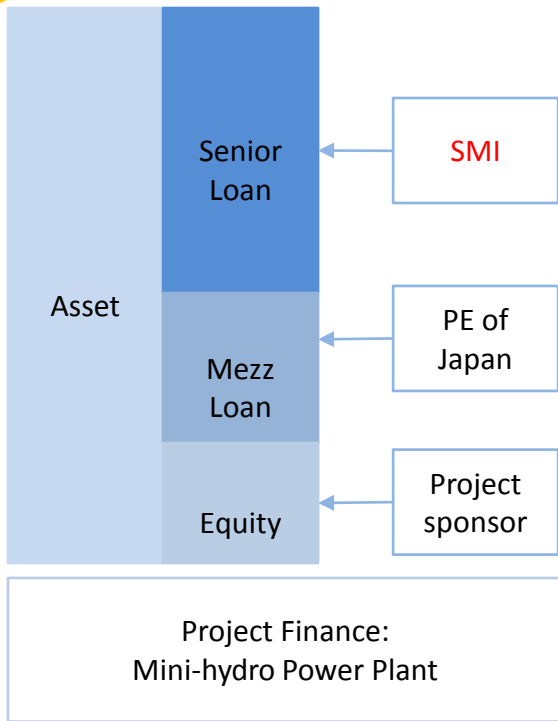 Senior
Loan
SMI
Asset
Mezz
Loan
PE of
Japan
Equity
Project
sponsor
Project Finance:
Mini-hydro Power Plant